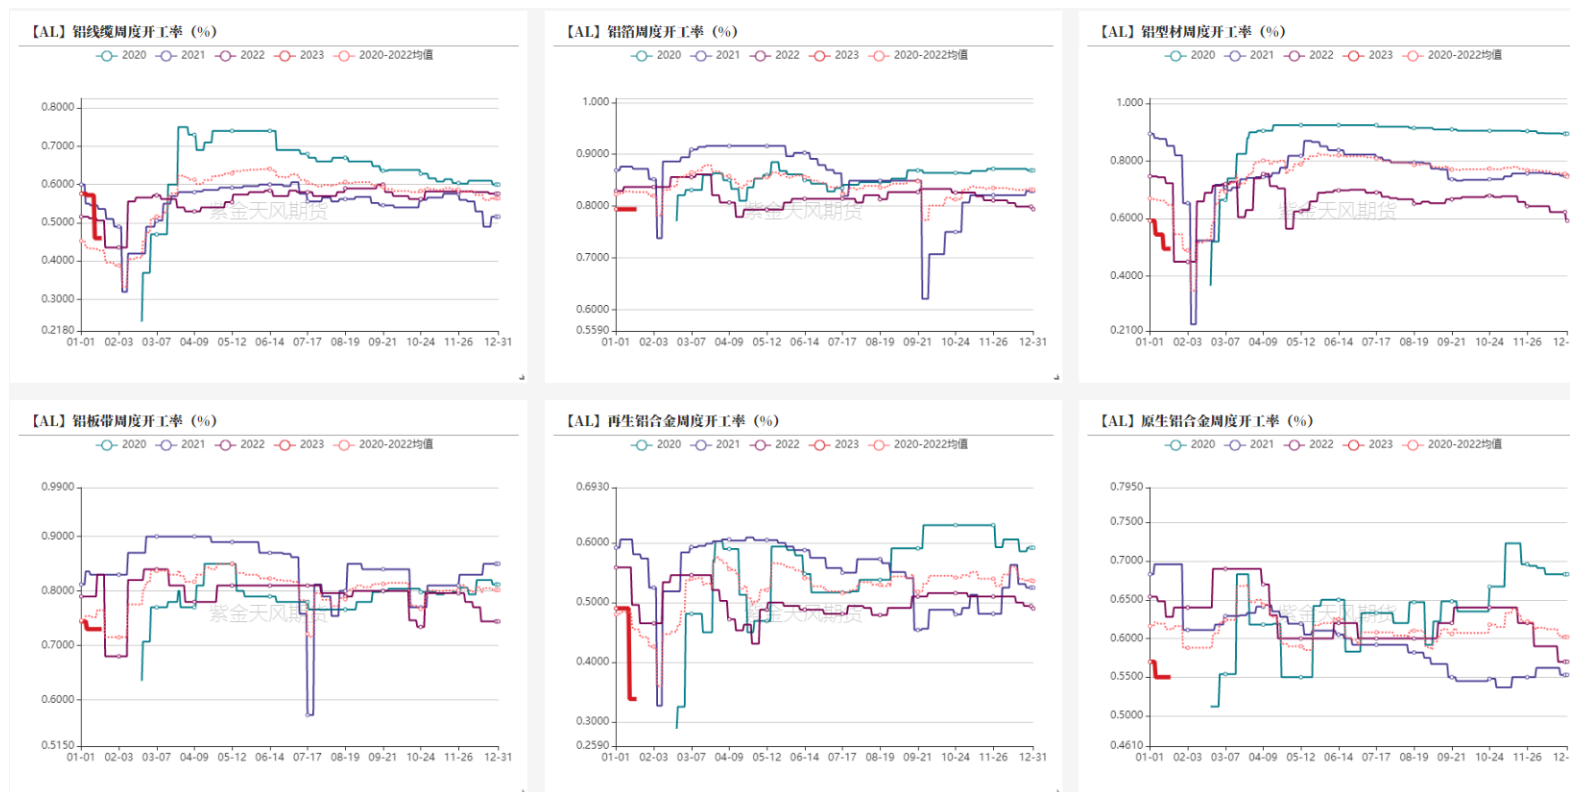 【AL】铝线缆周度开工率（%）
2020 2021 2022 2023 2020-2022均值
0.8000
0.7000
0.6000
0.5000
0.4000
0.3000
0.2180
01-01 02-03 03-07 04-09 05-12 06-14 07-17 08-19 09-21 10-24 11-26 12-31
紫金天风期货
【AL】铝箔周度开工率（%）
2020 2021 2022 2023 2020-2022均值
1.000
0.9000
0.8000
0.7000
0.6000
0.5590
01-01 02-03 03-07 04-09 05-12 06-14 07-17 08-19 09-21 10-24 11-26 12-31
紫金天风期货
【AL】铝型材周度开工率（%）
2020 2021 2022 2023 2020-2022均值
1.000
0.8000
0.6000
0.4000
0.2100
01-01 02-03 03-07 04-09 05-12 06-14 07-17 08-19 09-21 10-24 11-26 12-
紫金天风期货
【AL】铝板带周度开工率（%）
2020 2021 2022 2023 2020-2022均值
0.9900
0.9000
0.8000
0.7000
0.6000
0.5150
01-01 02-03 03-07 04-09 05-12 06-14 07-17 08-19 09-21 10-24 11-26 12-31
紫金天风期货
【AL】再生铝合金周度开工率（%）
2020 2021 2022 2023 2020-2022均值
0.6930
0.6000
0.5000
0.4000
0.3000
0.2590
01-01 02-03 03-07 04-09 05-12 06-14 07-17 08-19 09-21 10-24 11-26 12-31
紫金天风期货
【AL】原生铝合金周度开工率（%）
2020 2021 2022 2023 2020-2022均值
0.7950
0.7500
0.7000
0.6500
0.6000
0.5500
0.5000
0.4610
01-01 02-03 03-07 04-09 05-12 06-14 07-17 08-19 09-21 10-24 11-26 12-
紫金天风期货